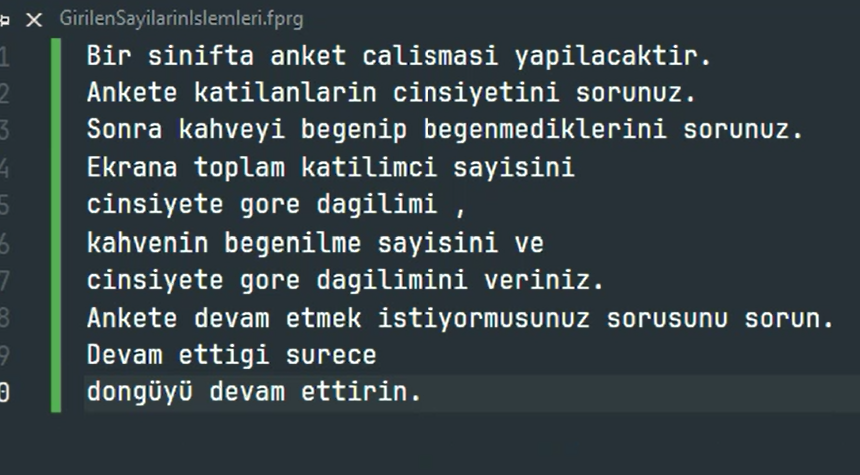 GirilenSayilarinIslemleri.fprg
1 Bir sinifta anket calismasi yapilacaktir.
2 Ankete katilanlarin cinsiyetini sorunuz.
3 Sonra kahveyi begenip begenmediklerini sorunuz.
4 Ekrana toplam katilimci sayisini
5 cinsiyete gore dagilimi ,
6 kahvenin begenilme sayisini ve
7 cinsiyete gore dagilimini veriniz.
8 Ankete devam etmek istiyormusunuz sorusunu sorun.
9 Devam ettigi surece
0 dongüyü devam ettirin.